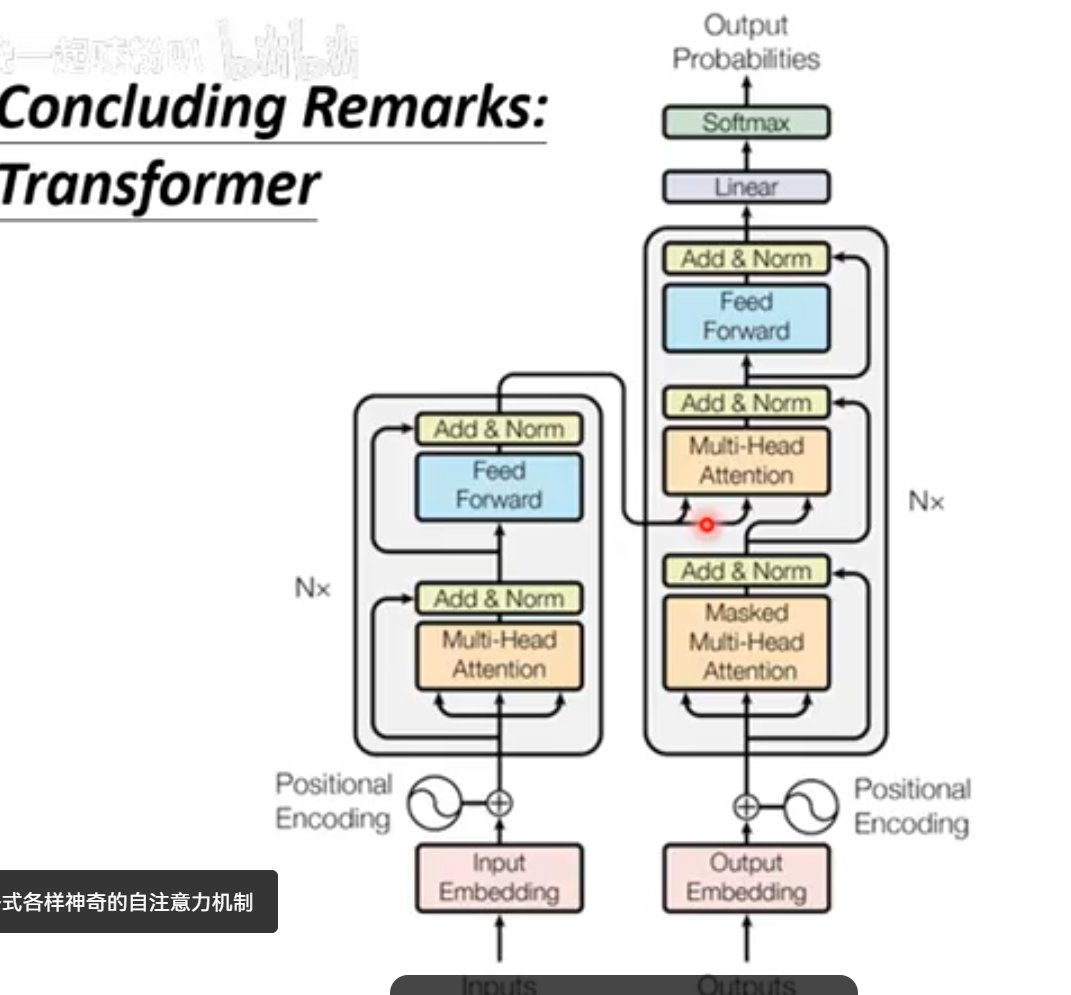 Concluding Remarks:
Transformer
Output
Probabilities
Softmax
Linear
Add & Norm
Feed
Forward
Add & Norm
Multi-Head
Attention
N×
Add & Norm
Masked
Multi-Head
Attention
Add & Norm
Feed
Forward
N×
Add & Norm
Multi-Head
Attention
Positional
Encoding
Positional
Encoding
Input
Embedding
Output
Embedding
式各样神奇的自注意力机制
Inputs
Outputs